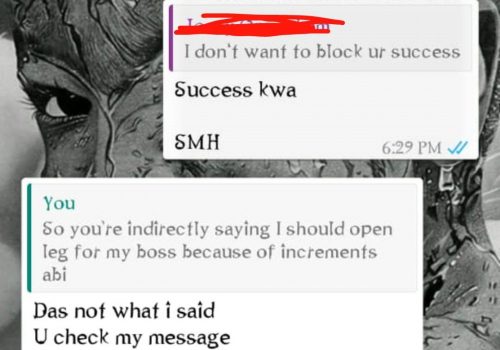 I don't want to block ur success
Success kwa
SMH
6:29 PM
You
So you're indirectly saying I should open
leg for my boss because of increments
abi
Das not what i said
U check my message